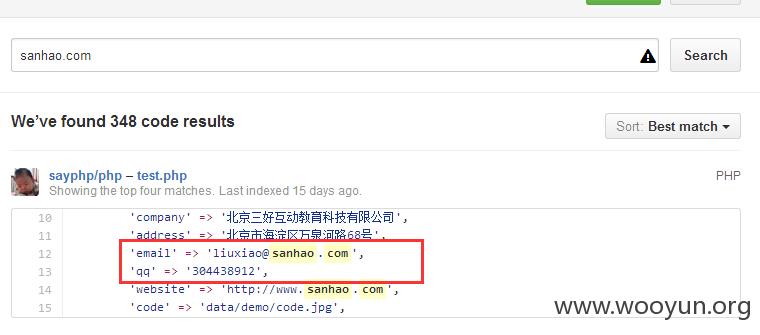 sanhao.com
Search
We've found 348 code results
Sort: Best match
sayphp/php – test.php
PHP
Showing the top four matches. Last indexed 15 days ago.
10 'company' => '北京三好互动教育科技有限公司',
11 'address' => '北京市海淀区万泉河路68号',
12 'email' => 'liuxiao@sanhao.com',
13 'qq' => '304438912',
14 'website' => 'http://www.sanhao.com',
15 'code' => 'data/demo/code.jpg',
www.wooyun.org